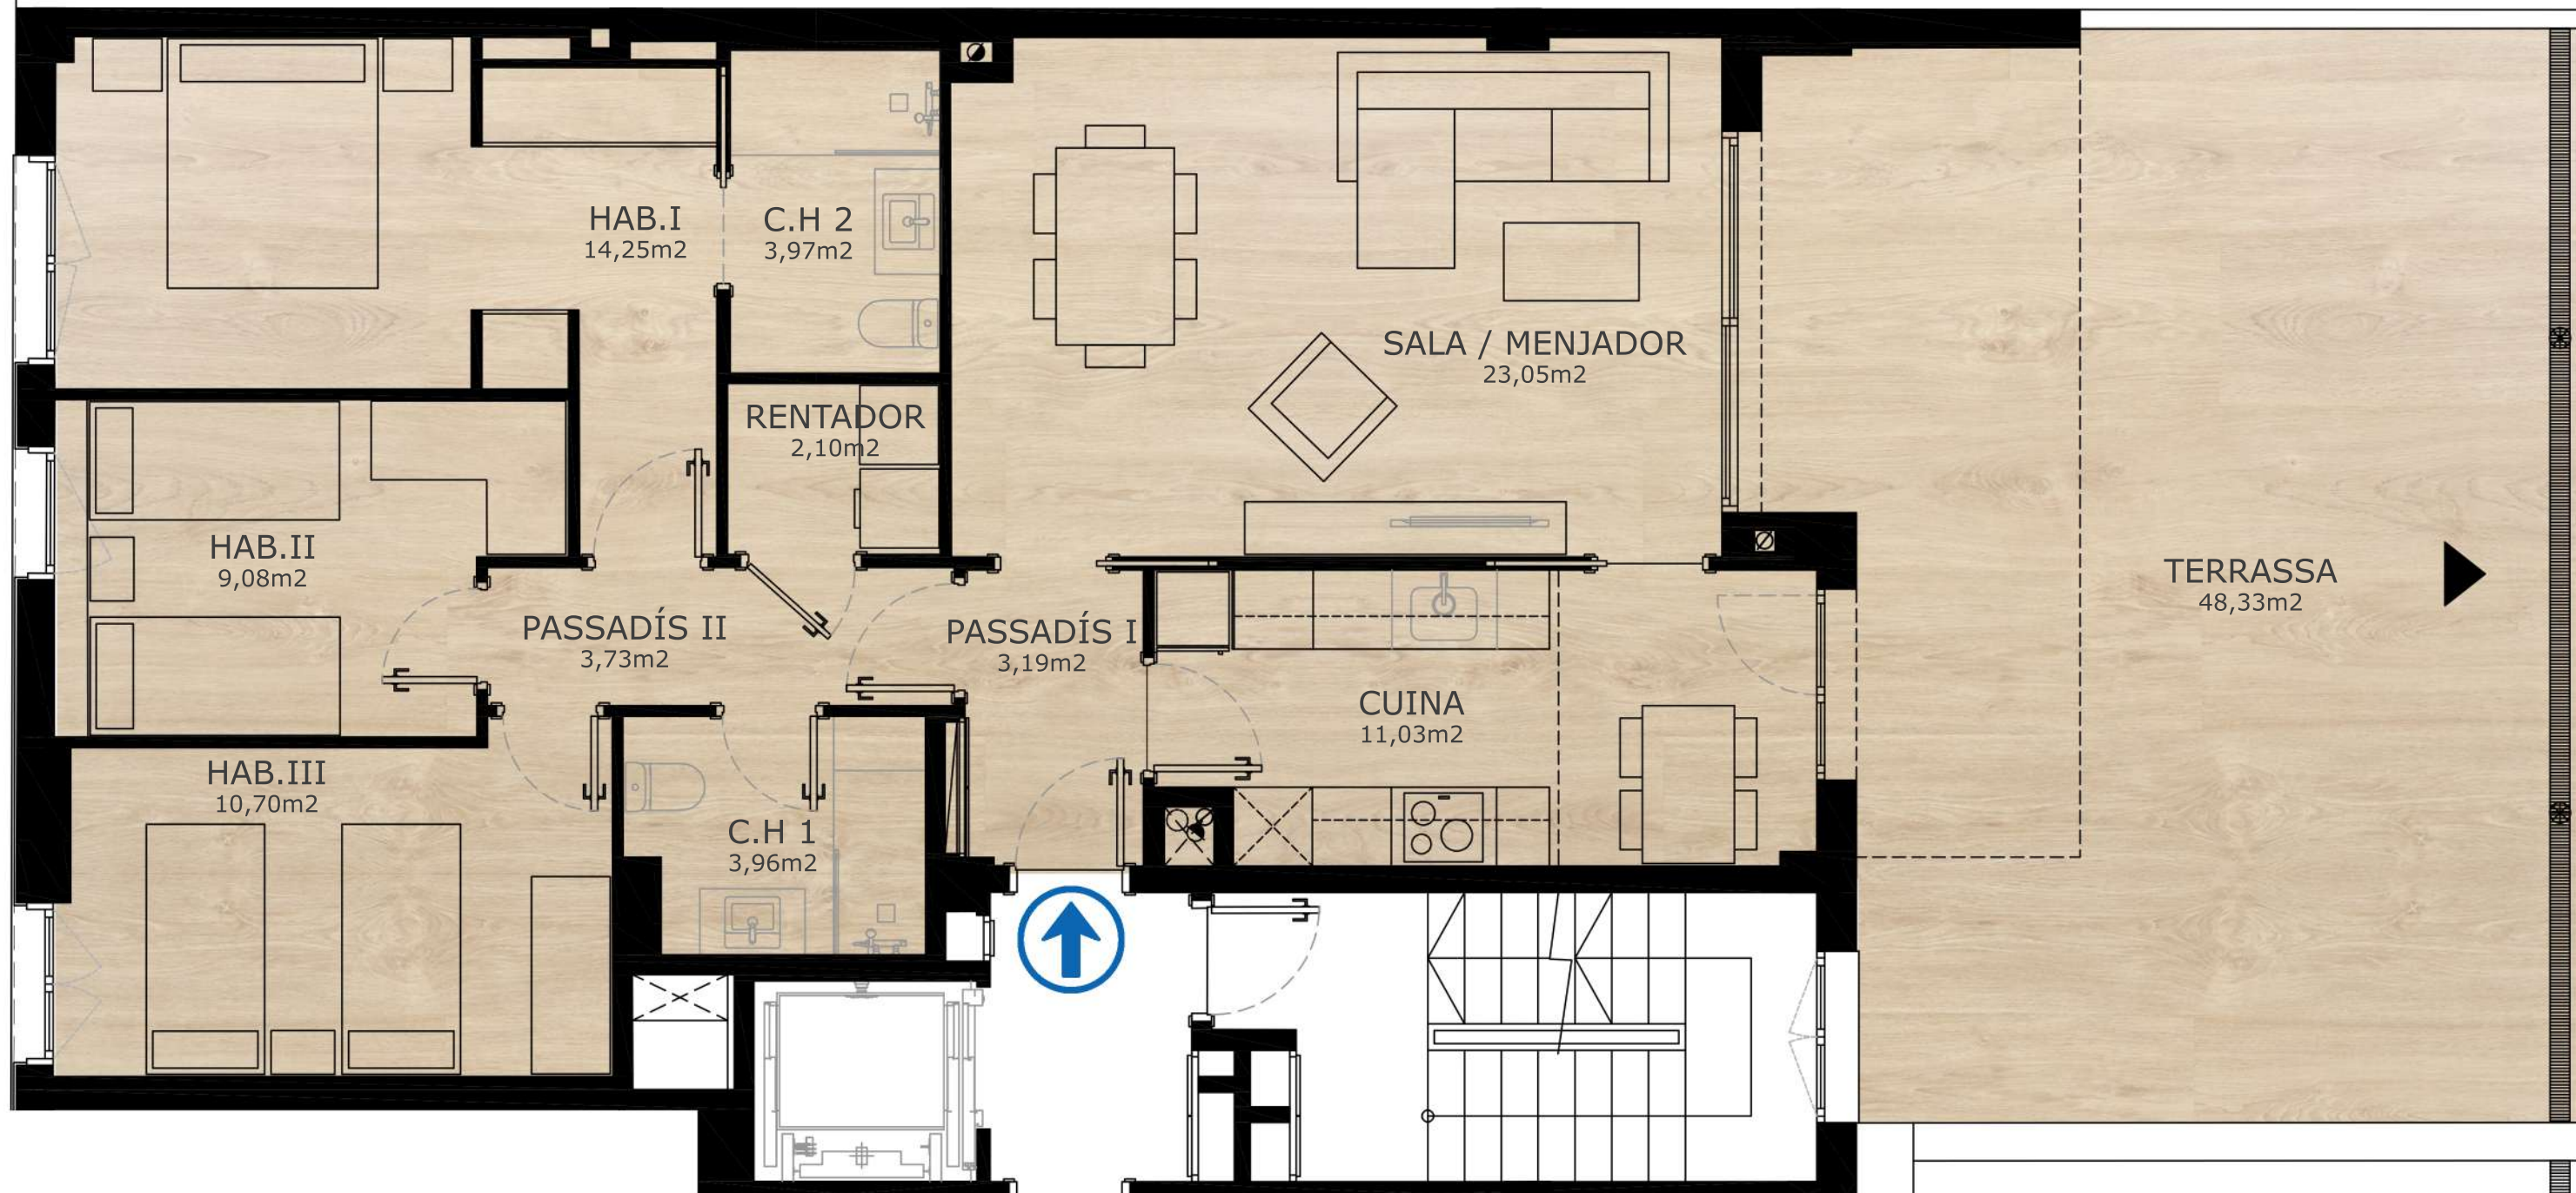 HAB.I
14,25m2
C.H 2
3,97m2
SALA / MENJADOR
23,05m2
RENTADOR
2,10m2
HAB.II
9,08m2
PASSADÍS II
3,73m2
PASSADÍS I
3,19m2
TERRASSA
48,33m2
CUINA
11,03m2
HAB.III
10,70m2
C.H 1
3,96m2